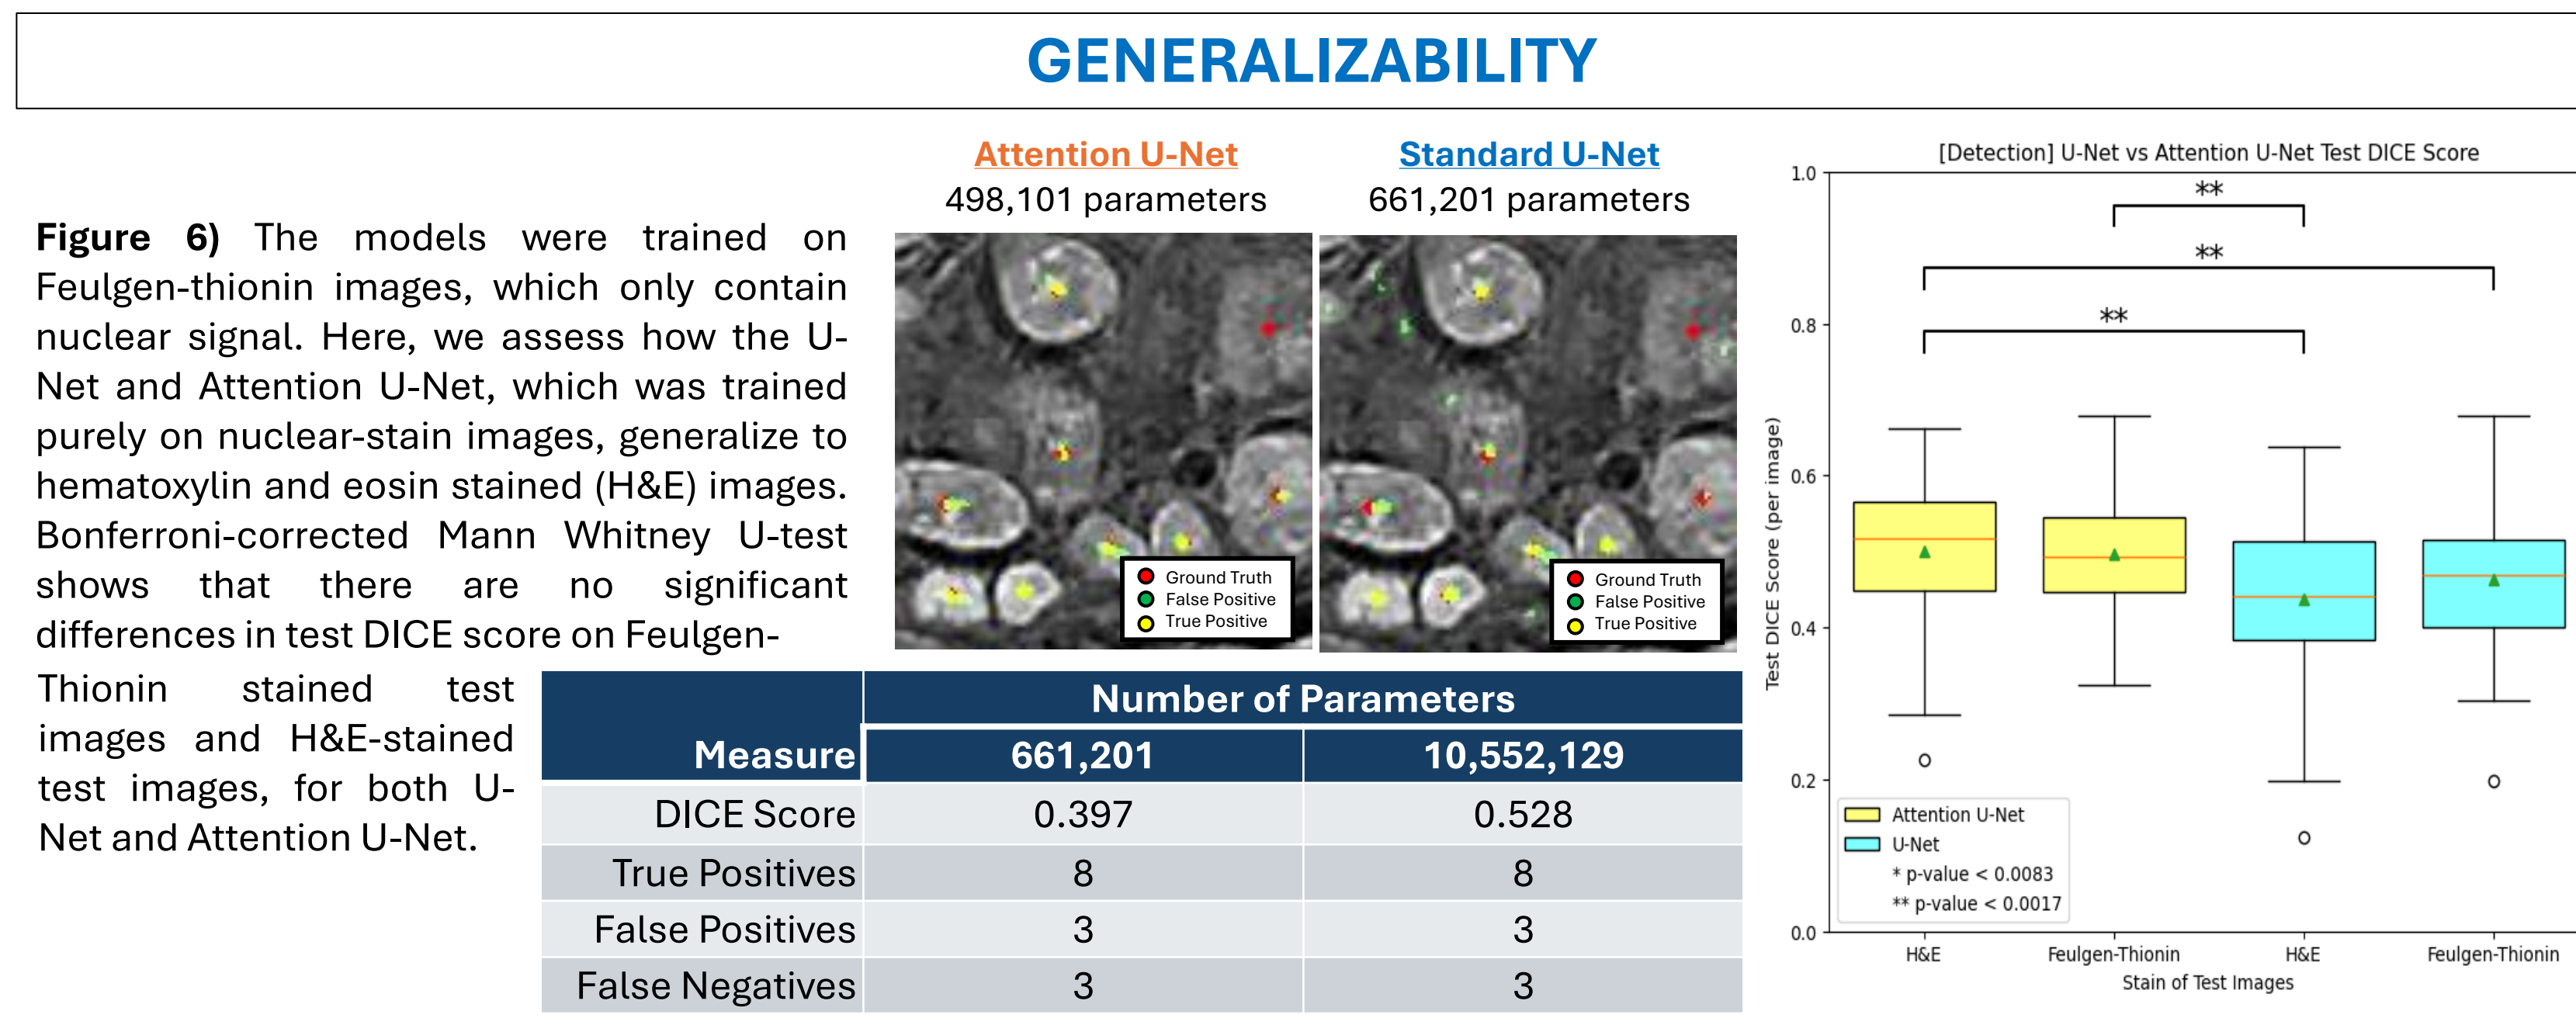 GENERALIZABILITY
Figure 6) The models were trained on
Feulgen-thionin images, which only contain
nuclear signal. Here, we assess how the U-
Net and Attention U-Net, which was trained
purely on nuclear-stain images, generalize to
hematoxylin and eosin stained (H&E) images.
Bonferroni-corrected Mann Whitney U-test
shows that there are no significant
differences in test DICE score on Feulgen-
Thionin stained test
images and H&E-stained
test images, for both U-
Net and Attention U-Net.
Attention U-Net
498,101 parameters
Ground Truth
False Positive
True Positive
Standard U-Net
661,201 parameters
Ground Truth
False Positive
True Positive
Number of Parameters
Measure 661,201 10,552,129
DICE Score 0.397 0.528
True Positives 8 8
False Positives 3 3
False Negatives 3 3
[Detection] U-Net vs Attention U-Net Test DICE Score
Test DICE Score (per image)
1.0
0.8
0.6
0.4
0.2
0.0
**
**
**
Attention U-Net
U-Net
* p-value < 0.0083
** p-value < 0.0017
H&E Feulgen-Thionin H&E Feulgen-Thionin
Stain of Test Images